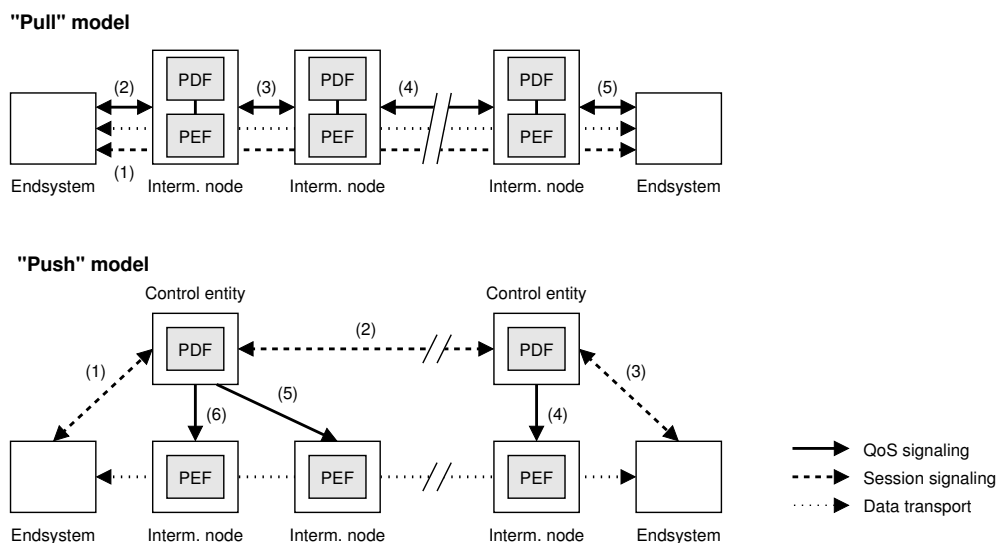 "Pull" model
(2) (3) (4) (5)
PDF PDF PDF
PEF PEF PEF
(1)
Endsystem Interm. node Interm. node Interm. node Endsystem
"Push" model
Control entity Control entity
(2)
PDF PDF
(1) (3)
(5)
(6) (4)
PEF PEF PEF
QoS signaling
Session signaling
Data transport
Endsystem Interm. node Interm. node Interm. node Endsystem